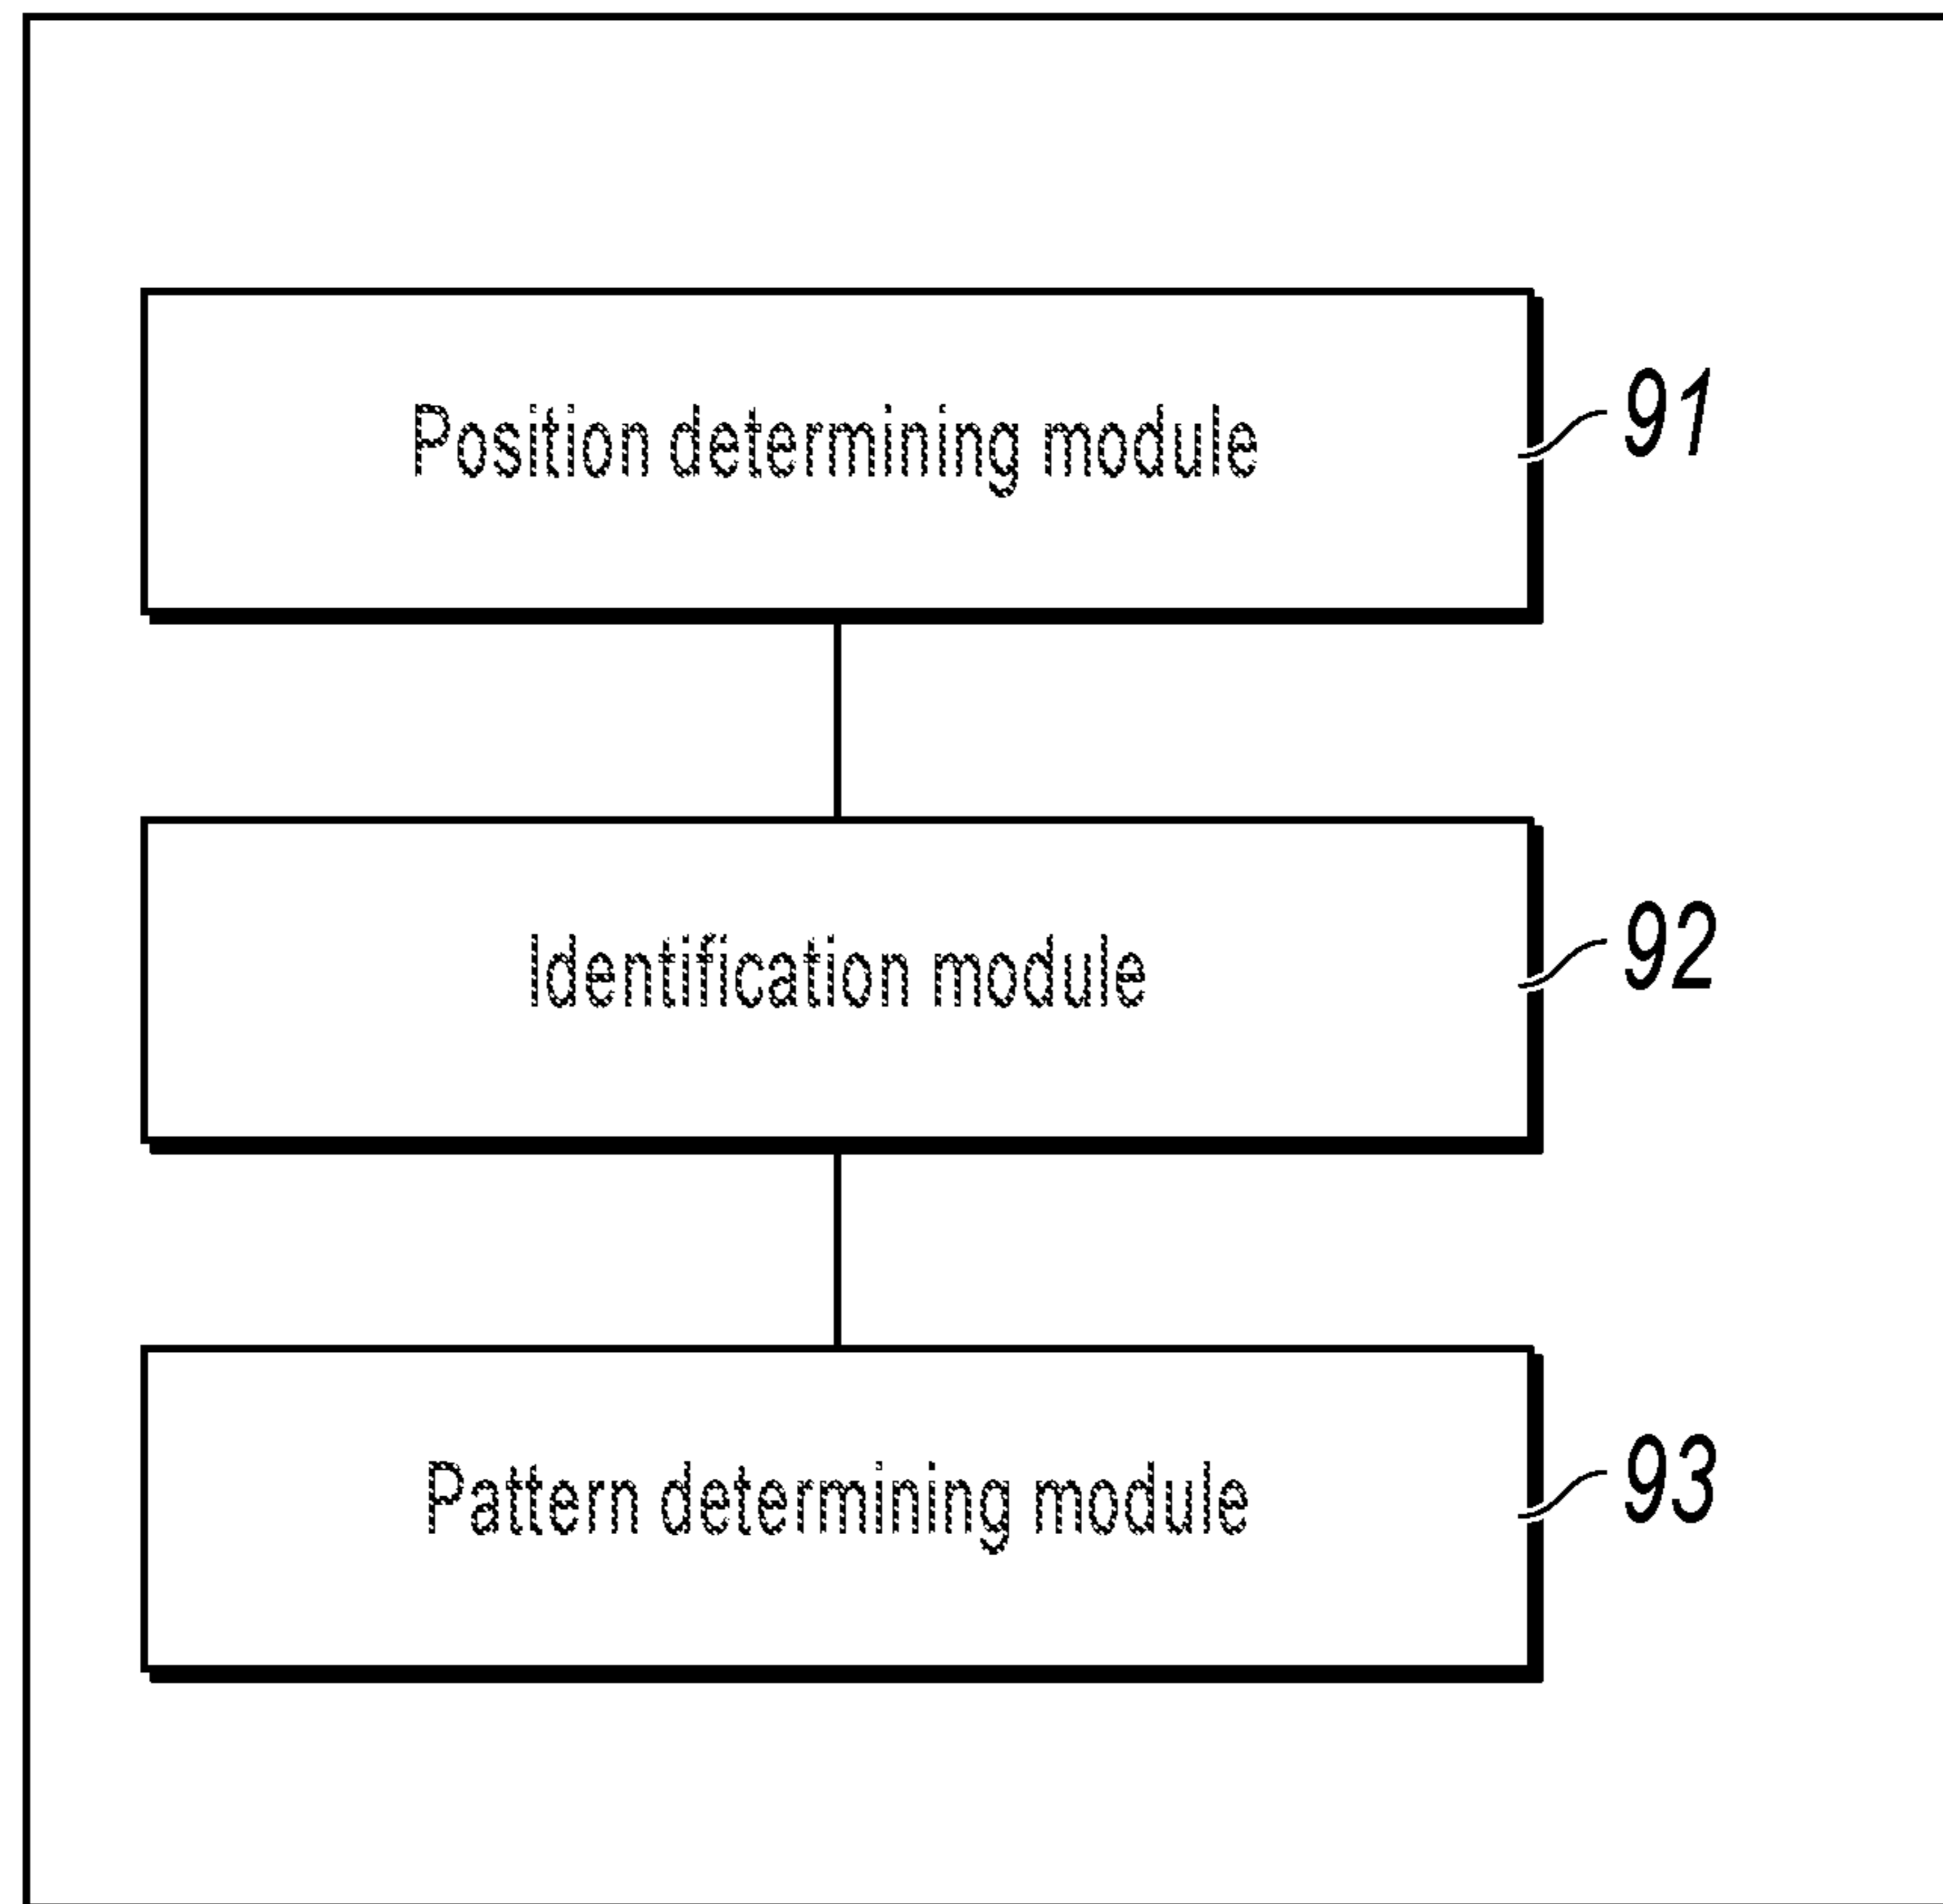 Position determining module
91
Identification module
92
Pattern determining module
93